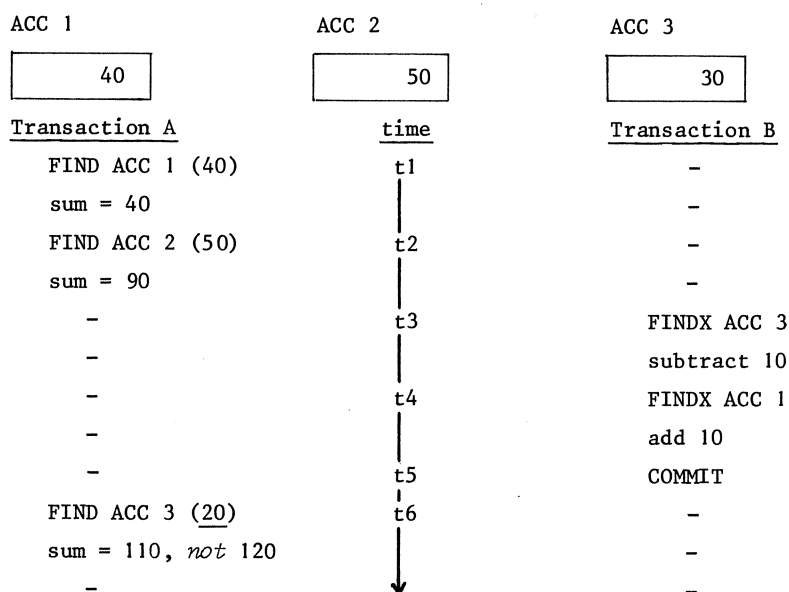 ACC 1 ACC 2 ACC 3
40 50 30
Transaction A time Transaction B
FIND ACC 1 (40) t1 -
sum = 40 -
FIND ACC 2 (50) t2 -
sum = 90 -
- t3 FINDX ACC 3
- subtract 10
- t4 FINDX ACC 1
- add 10
- t5 COMMIT
FIND ACC 3 (20) t6 -
sum = 110, not 120 -
- -